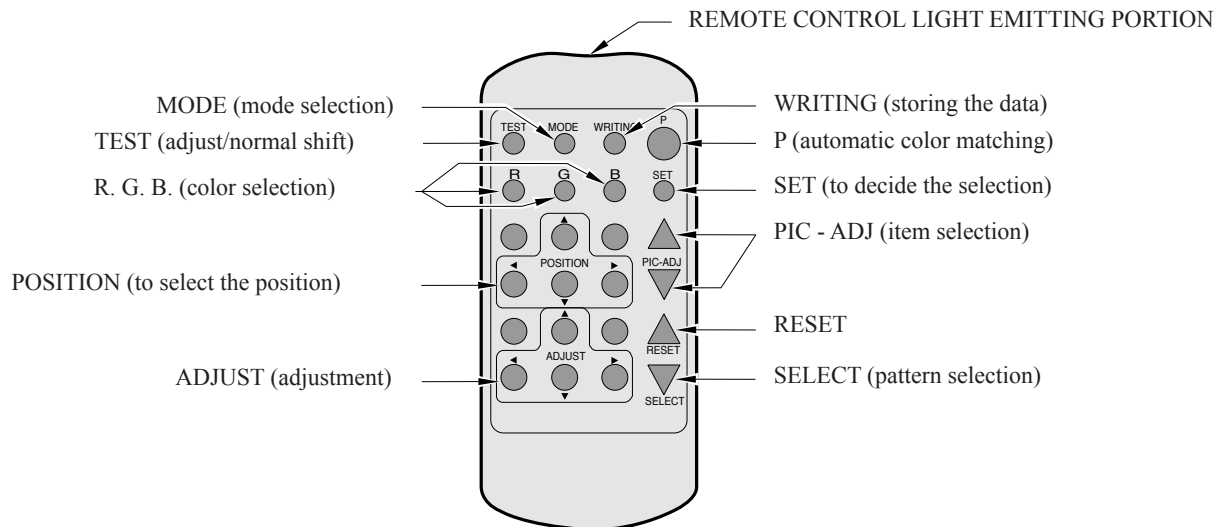 REMOTE CONTROL LIGHT EMITTING PORTION
MODE (mode selection)
WRITING (storing the data)
TEST (adjust/normal shift)
P (automatic color matching)
R. G. B. (color selection)
SET (to decide the selection)
PIC - ADJ (item selection)
POSITION (to select the position)
RESET
ADJUST (adjustment)
SELECT (pattern selection)
TEST MODE WRITING P
R G B SET
POSITION PIC-ADJ
RESET
ADJUST
SELECT